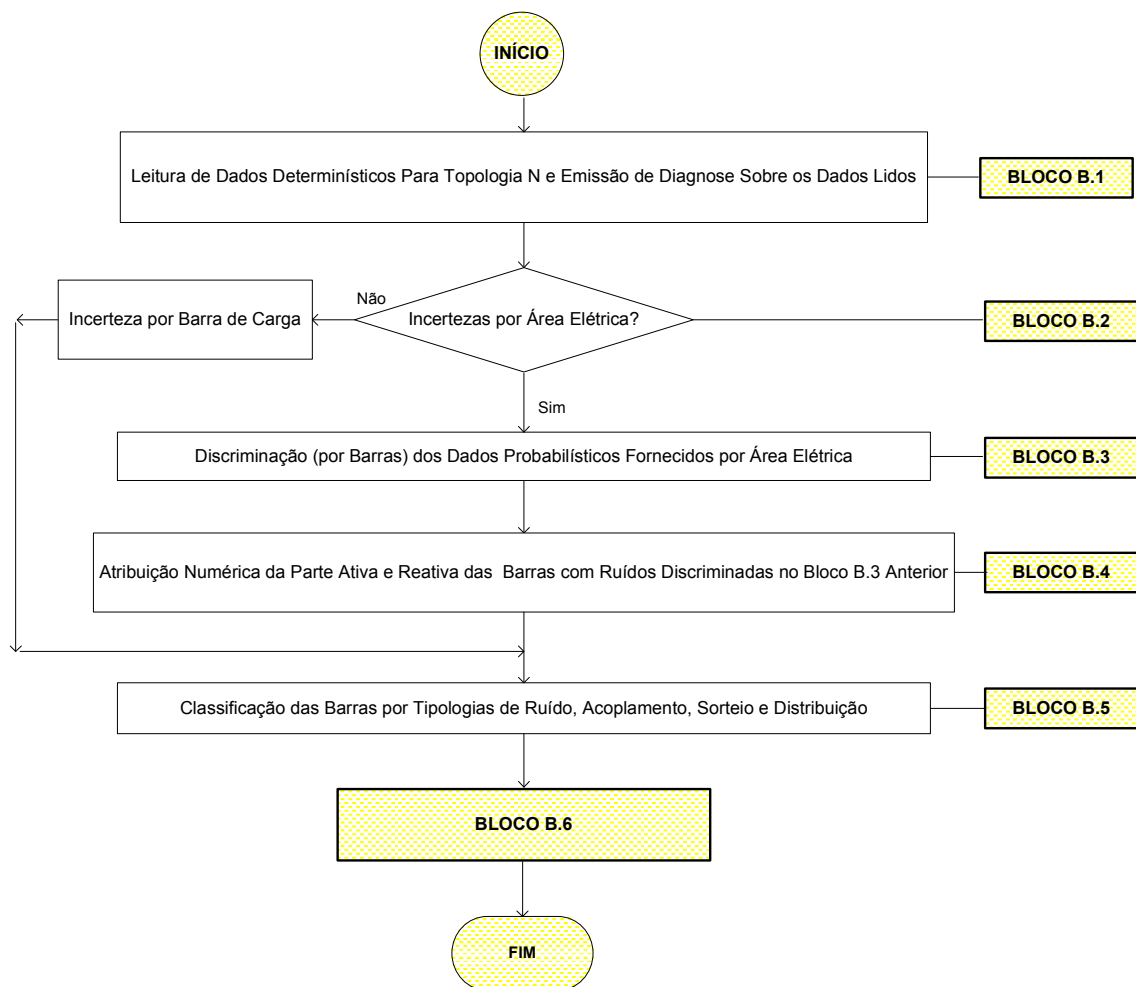 INÍCIO
Leitura de Dados Determinísticos Para Topologia N e Emissão de Diagnose Sobre os Dados Lidos
BLOCO B.1
Não
Incerteza por Barra de Carga
Incertezas por Área Elétrica?
BLOCO B.2
Sim
Discriminação (por Barras) dos Dados Probabilísticos Fornecidos por Área Elétrica
BLOCO B.3
Atribuição Numérica da Parte Ativa e Reativa das Barras com Ruídos Discriminadas no Bloco B.3 Anterior
BLOCO B.4
Classificação das Barras por Tipologias de Ruído, Acoplamento, Sorteio e Distribuição
BLOCO B.5
BLOCO B.6
FIM